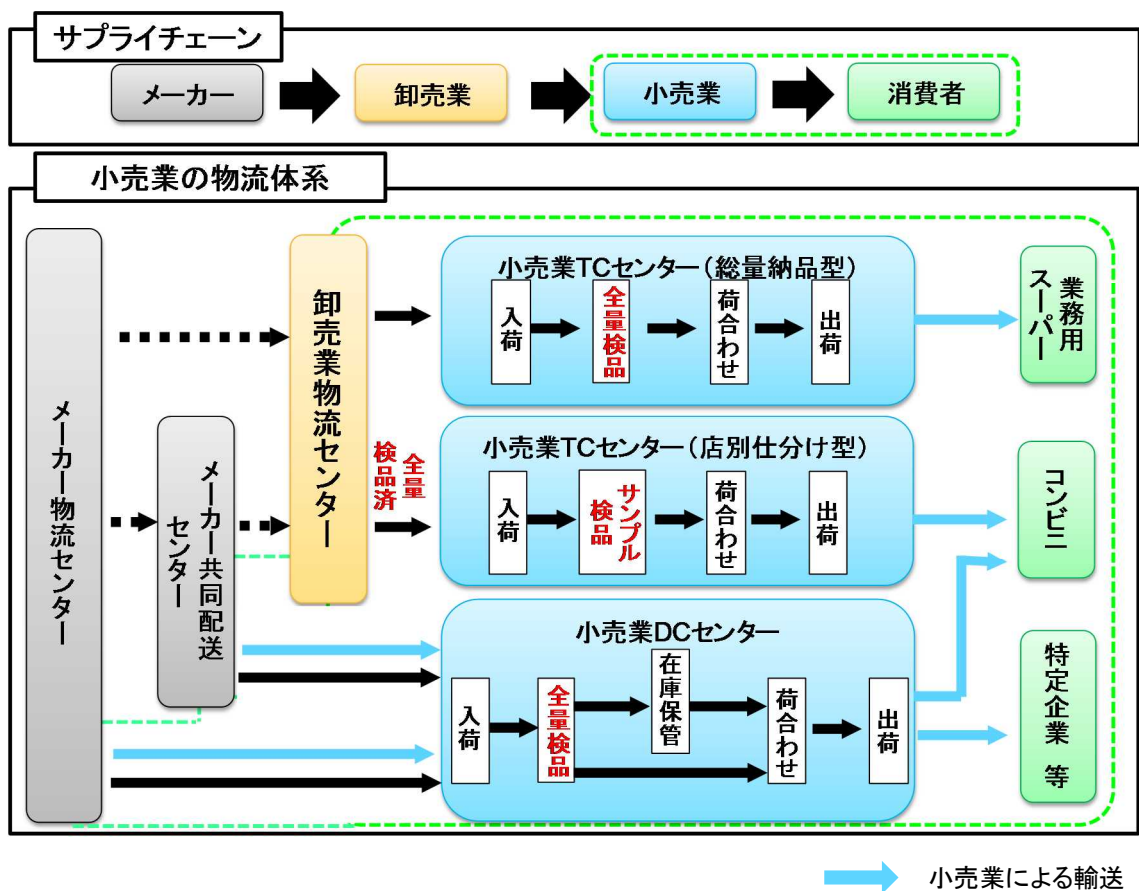 サプライチェーン
メーカー
卸売業
小売業
消費者
小売業の物流体系
メーカー物流センター
メーカー共同配送
センター
卸売業物流センター
全量
検品済
小売業TCセンター(総量納品型)
入荷
全量検品
荷合わせ
出荷
小売業TCセンター(店別仕分け型)
入荷
サンプル
検品
荷合わせ
出荷
小売業DCセンター
入荷
全量検品
在庫保管
荷合わせ
出荷
業務用
スーパー
コンビニ
特定企業 等
小売業による輸送